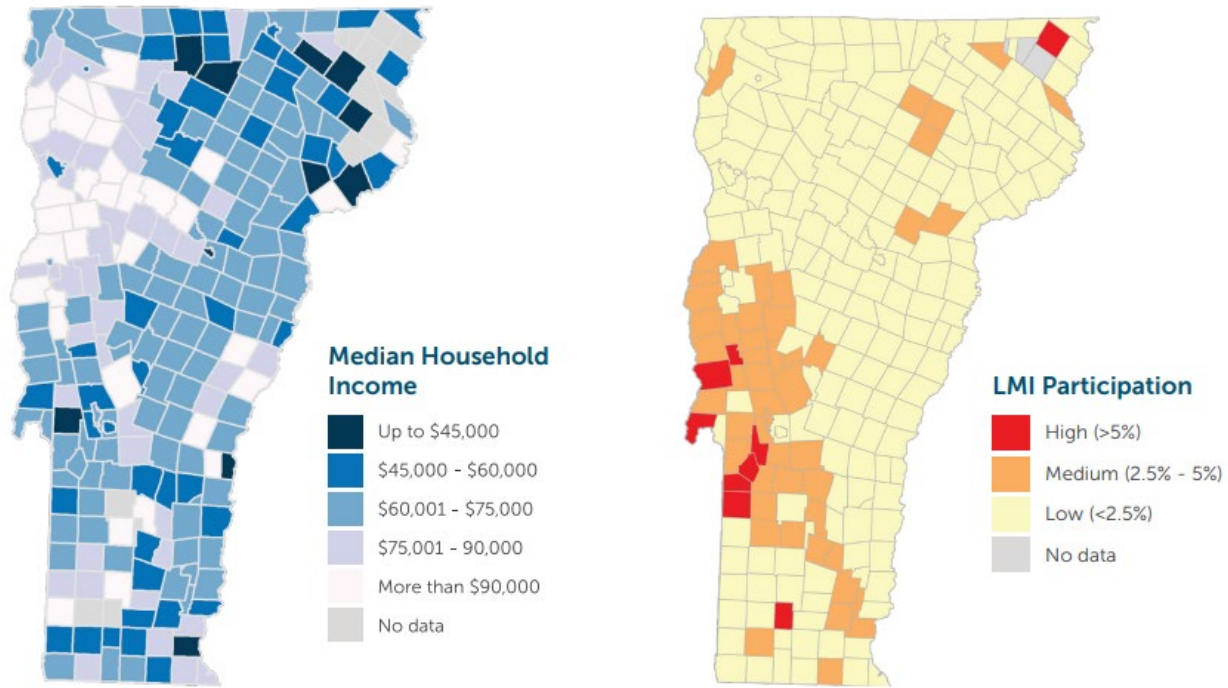 Median Household
Income
Up to $45,000
$45,000 - $60,000
$60,001 - $75,000
$75,001 - 90,000
More than $90,000
No data
LMI Participation
High (>5%)
Medium (2.5% - 5%)
Low (<2.5%)
No data